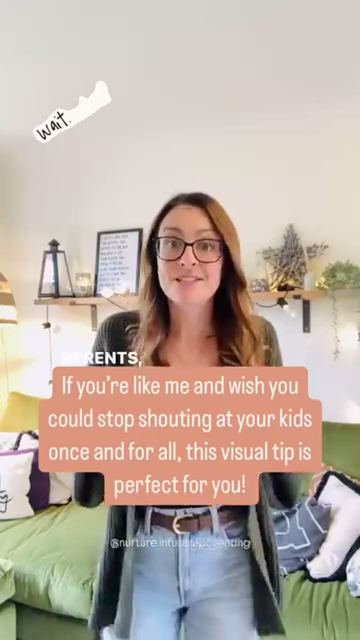 wait.
PARENTS,
If you're like me and wish you
could stop shouting at your kids
once and for all, this visual tip is
perfect for you!